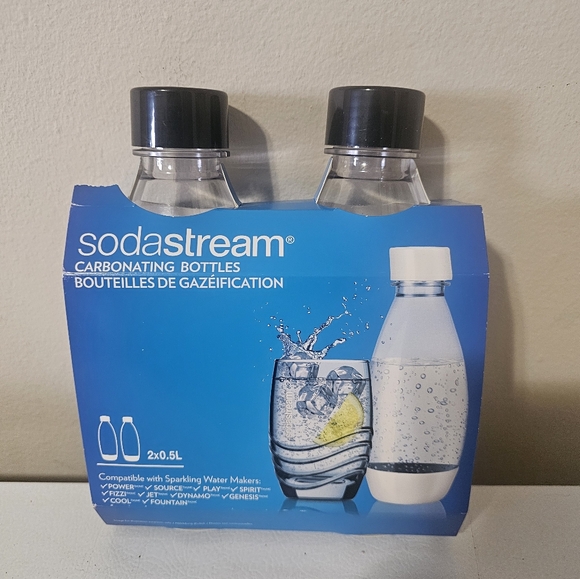 sodastream®
CARBONATING BOTTLES
BOUTEILLES DE GAZÉIFICATION
2x0.5L
Compatible with Sparkling Water Makers:
✓POWER ✓SOURCE ✓PLAY ✓SPIRIT
✓FIZZI ✓JET ✓DYNAMO ✓GENESIS
✓COOL ✓FOUNTAIN